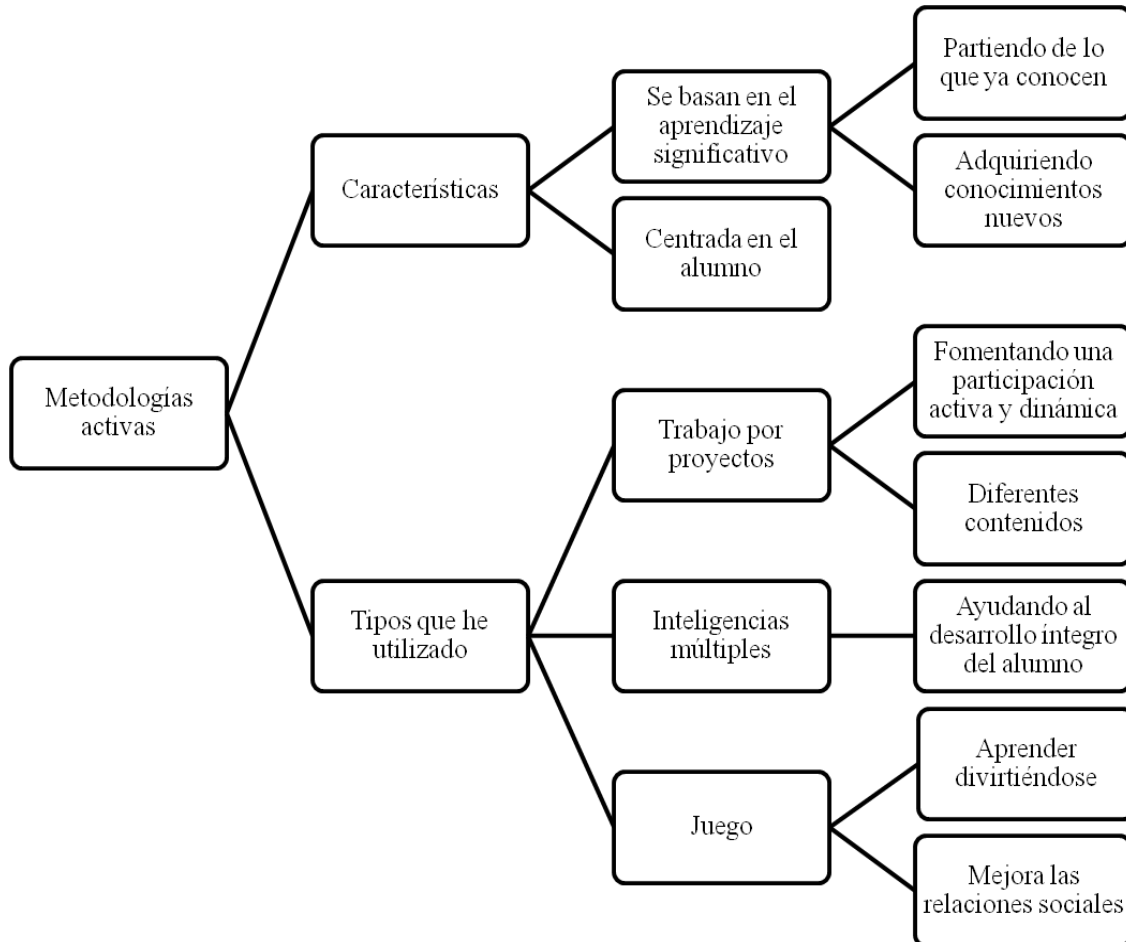 Partiendo de lo
que ya conocen
Se basan en el
aprendizaje
significativo
Adquiriendo
conocimientos
nuevos
Característícas
Centrada en el
alumno
Metodologías
activas
Fomentando una
participación
activa y dinámica
Trabajo por
proyectos
Diferentes
contenidos
Tipos que he
utilizado
Inteligencias
múltiples
Ayudando al
desarrollo íntegro
del alumno
Aprender
divirtiéndose
Juego
Mejora las
relaciones sociales